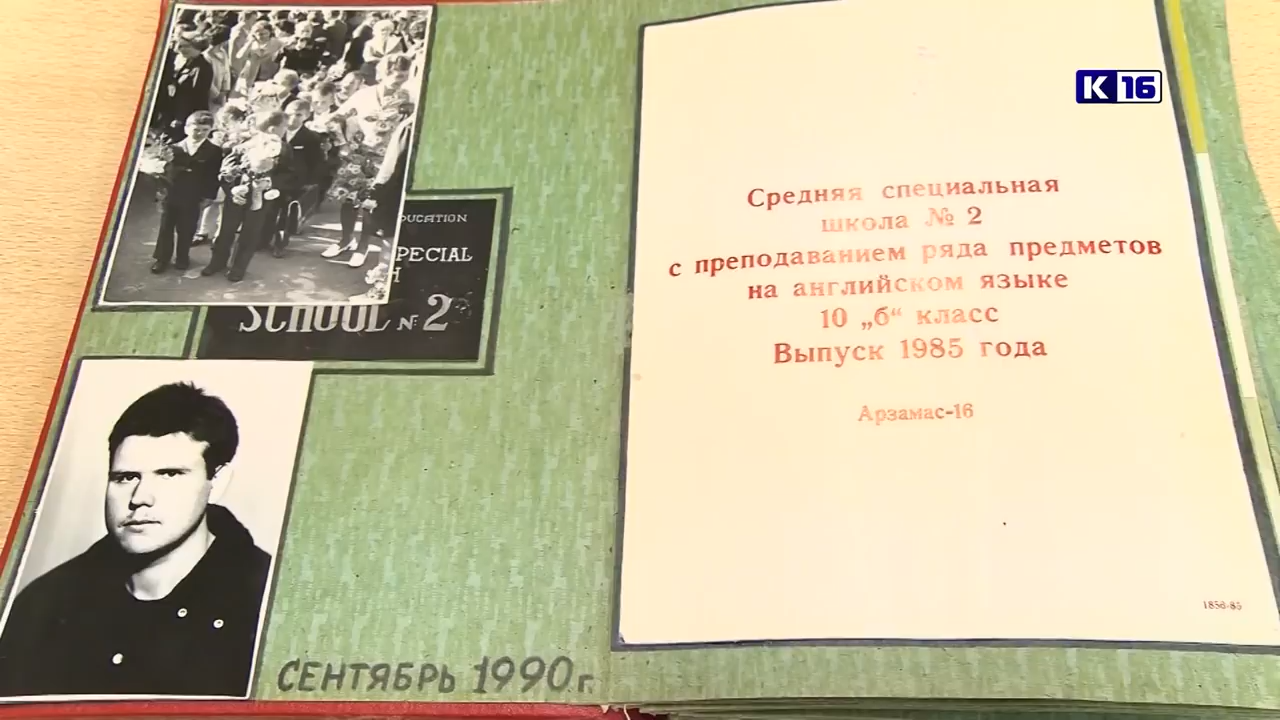 К 16
EDUCATION
SPECIAL
H
SCHOOL № 2
СЕНТЯБРЬ 1990 г.
Средняя специальная
школа № 2
с преподаванием ряда предметов
на английском языке
10 „б“ класс
Выпуск 1985 года
Арзамас-16
1856-85